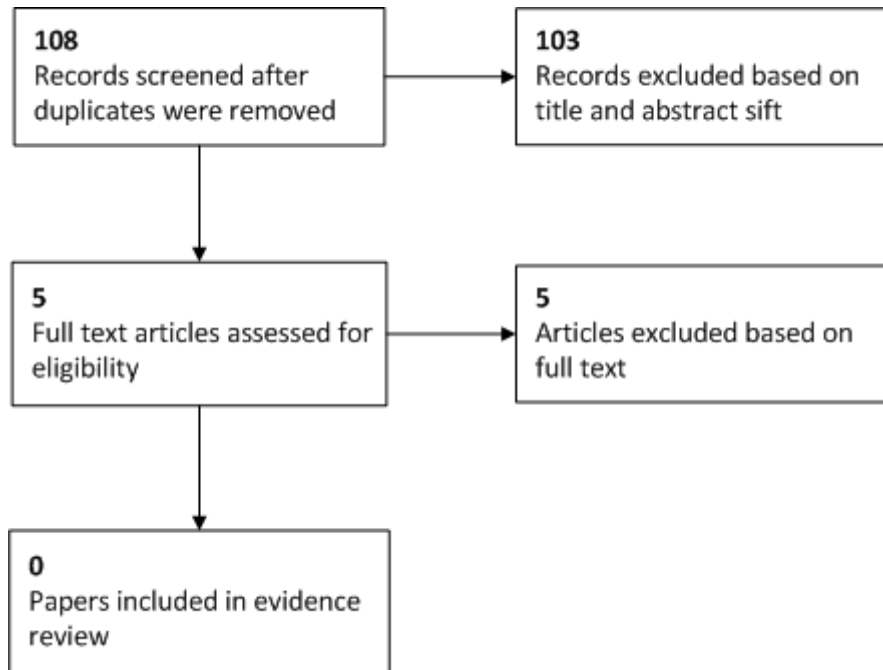 108
Records screened after
duplicates were removed
103
Records excluded based on
title and abstract sift
5
Full text articles assessed for
eligibility
5
Articles excluded based on
full text
0
Papers included in evidence
review